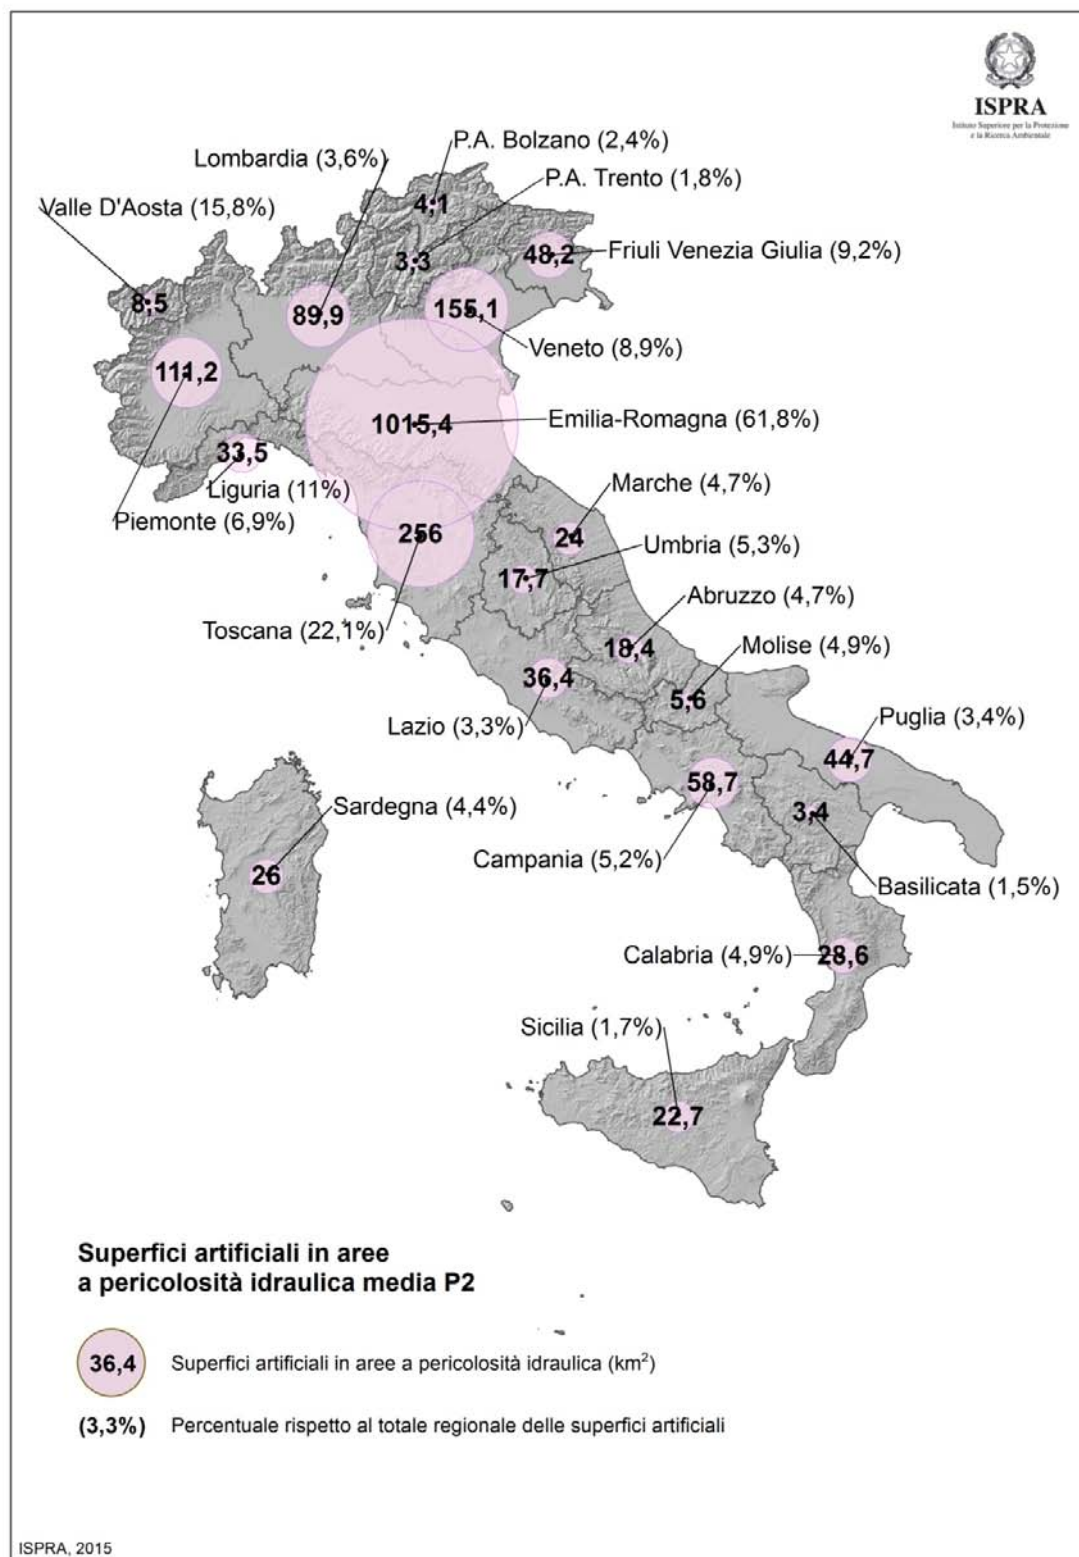 ISPRA
Istituto Superiore per la Protezione
e la Ricerca Ambientale
P.A. Bolzano (2,4%)
Lombardia (3,6%)
P.A. Trento (1,8%)
4,1
Valle D'Aosta (15,8%)
3,3
48,2
Friuli Venezia Giulia (9,2%)
8,5
89,9
155,1
Veneto (8,9%)
111,2
1015,4
Emilia-Romagna (61,8%)
33,5
Liguria (11%)
Marche (4,7%)
Piemonte (6,9%)
256
24
Umbria (5,3%)
17,7
Abruzzo (4,7%)
Toscana (22,1%)
18,4
Molise (4,9%)
36,4
5,6
Lazio (3,3%)
Puglia (3,4%)
44,7
58,7
Sardegna (4,4%)
3,4
Campania (5,2%)
26
Basilicata (1,5%)
Calabria (4,9%)
28,6
Sicilia (1,7%)
22,7
Superfici artificiali in aree
a pericolosità idraulica media P2
36,4 Superfici artificiali in aree a pericolosità idraulica (km²)
(3,3%) Percentuale rispetto al totale regionale delle superfici artificiali
ISPRA, 2015